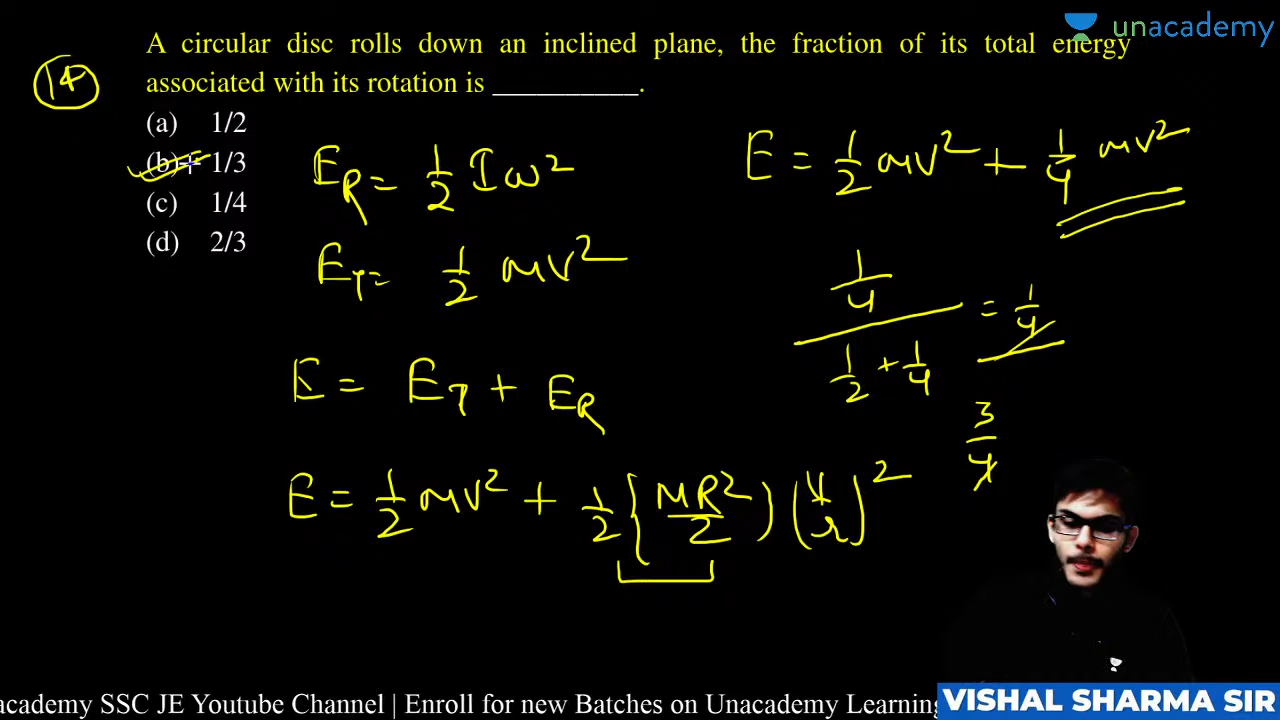 unacademy
14
A circular disc rolls down an inclined plane, the fraction of its total energy
associated with its rotation is __________.
(a) 1/2
(b) 1/3
(c) 1/4
(d) 2/3
E_R = 1/2 Iω²
E_T = 1/2 mv²
E = E_T + E_R
E = 1/2 mv² + 1/2 {MR²/2) (v/r)²
E = 1/2 mv² + 1/4 mv²
1/4 / 1/2 + 1/4 = 1/4
3/4
academy SSC JE Youtube Channel | Enroll for new Batches on Unacademy Learning
VISHAL SHARMA SIR